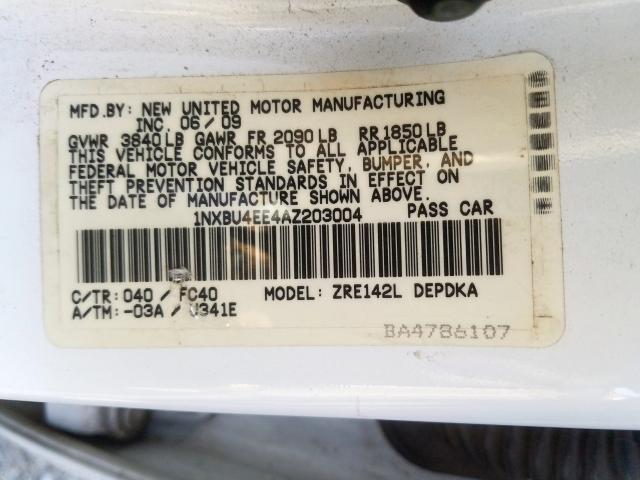 MFD.BY: NEW UNITED MOTOR MANUFACTURING
INC. 06/09
GVWR 3840LB GAWR FR 2090LB RR1850LB
THIS VEHICLE CONFORMS TO ALL APPLICABLE
FEDERAL MOTOR VEHICLE SAFETY, BUMPER, AND
THEFT PREVENTION STANDARDS IN EFFECT ON
THE DATE OF MANUFACTURE SHOWN ABOVE.
1NXBU4EE4AZ203004 PASS CAR
C/TR: 040 / FC40 MODEL: ZRE142L DEPDKA
A/TM: -03A / U341E
BA4786107